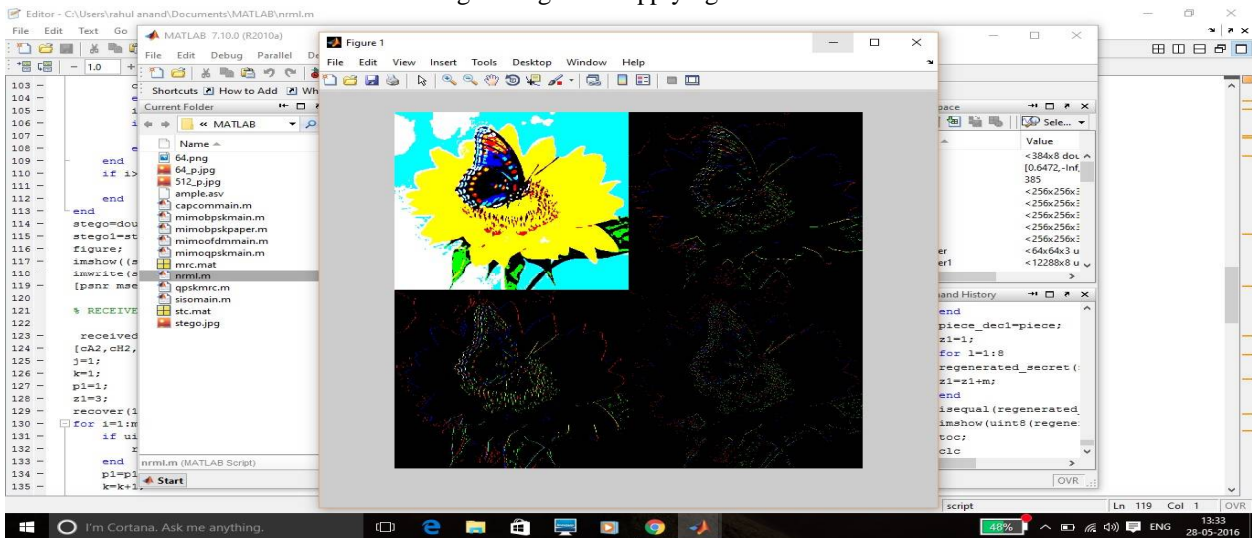 Editor - C:\Users\rahul anand\Documents\MATLAB\nrml.m
File Edit Text Go
- 1.0 +
103 -
104 -
105 -
106 -
107 -
108 -
109 - end
110 - if i>
111 -
112 - end
113 - end
114 - stego=dou
115 - stego1=st
116 - figure;
117 - imshow((s
118 imwrite(s
119 - [psnr mse
120
121 % RECEIVE
122
123 - received
124 - [cA2,cH2,
125 - j=1;
126 - k=1;
127 - p1=1;
128 - z1=3;
129 - recover(1
130 - for i=1:m
131 - if ui
132 -
133 - end
134 - p1=p1
135 - k=k+1
MATLAB 7.10.0 (R2010a)
File Edit Debug Parallel De
Shortcuts How to Add Wh
Current Folder
« MATLAB
Name
64.png
64_p.jpg
512_p.jpg
ample.asv
capcommain.m
mimobpskmain.m
mimobpskpaper.m
mimoofdmmain.m
mimoqpskmain.m
mrc.mat
nrml.m
qpskmrc.m
sisomain.m
stc.mat
stego.jpg
nrml.m (MATLAB Script)
Start
Figure 1
File Edit View Insert Tools Desktop Window Help
pace
Sele...
Value
<384x8 dou
[0.6472,-Inf,
385
<256x256x3
<256x256x3
<256x256x3
<256x256x3
<256x256x3
er <64x64x3 u
er1 <12288x8 u
and History
end
piece_dec1=piece;
z1=1;
for l=1:8
regenerated_secret(
z1=z1+m;
end
isequal(regenerated_
imshow(uint8(regene
toc;
clc
OVR
script
Ln 119 Col 1 OVR
I'm Cortana. Ask me anything.
48%
ENG
13:33
28-05-2016